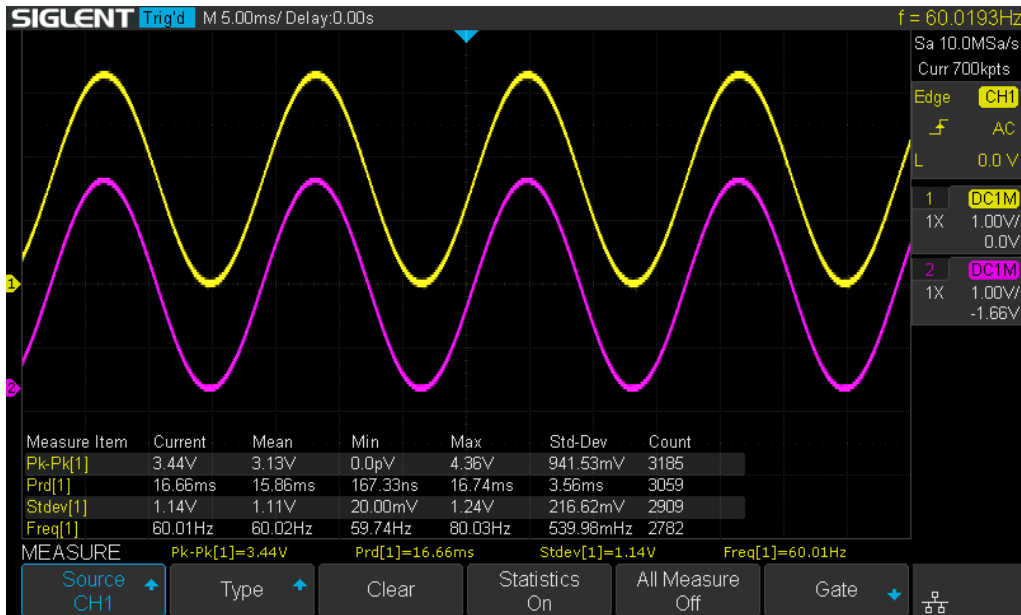 SIGLENT Trig'd M 5.00ms/ Delay:0.00s f = 60.0193Hz
Sa 10.0MSa/s
Curr 700kpts
Edge CH1
AC
L 0.0 V
1 DC1M
1X 1.00V/
0.0V
2 DC1M
1X 1.00V/
-1.66V
1
2
Measure Item Current Mean Min Max Std-Dev Count
Pk-Pk[1] 3.44V 3.13V 0.0pV 4.36V 941.53mV 3185
Prd[1] 16.66ms 15.86ms 167.33ns 16.74ms 3.56ms 3059
Stdev[1] 1.14V 1.11V 20.00mV 1.24V 216.62mV 2909
Freq[1] 60.01Hz 60.02Hz 59.74Hz 80.03Hz 539.98mHz 2782
MEASURE Pk-Pk[1]=3.44V Prd[1]=16.66ms Stdev[1]=1.14V Freq[1]=60.01Hz
Source Type Clear Statistics All Measure Gate
CH1 On Off